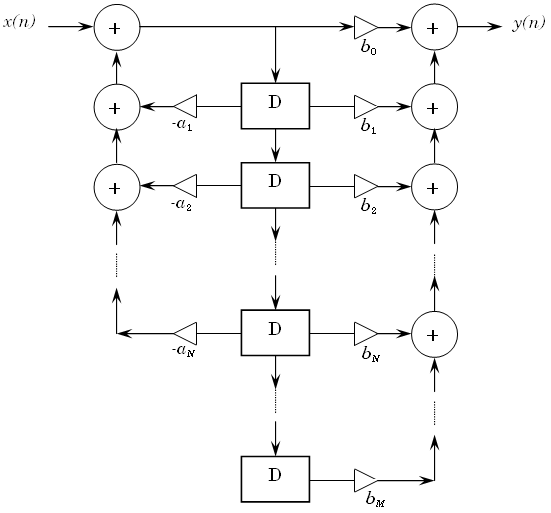 x(n) + b0 + y(n)
+ -a1 D b1 +
+ -a2 D b2 +
-aN D bN +
D bM